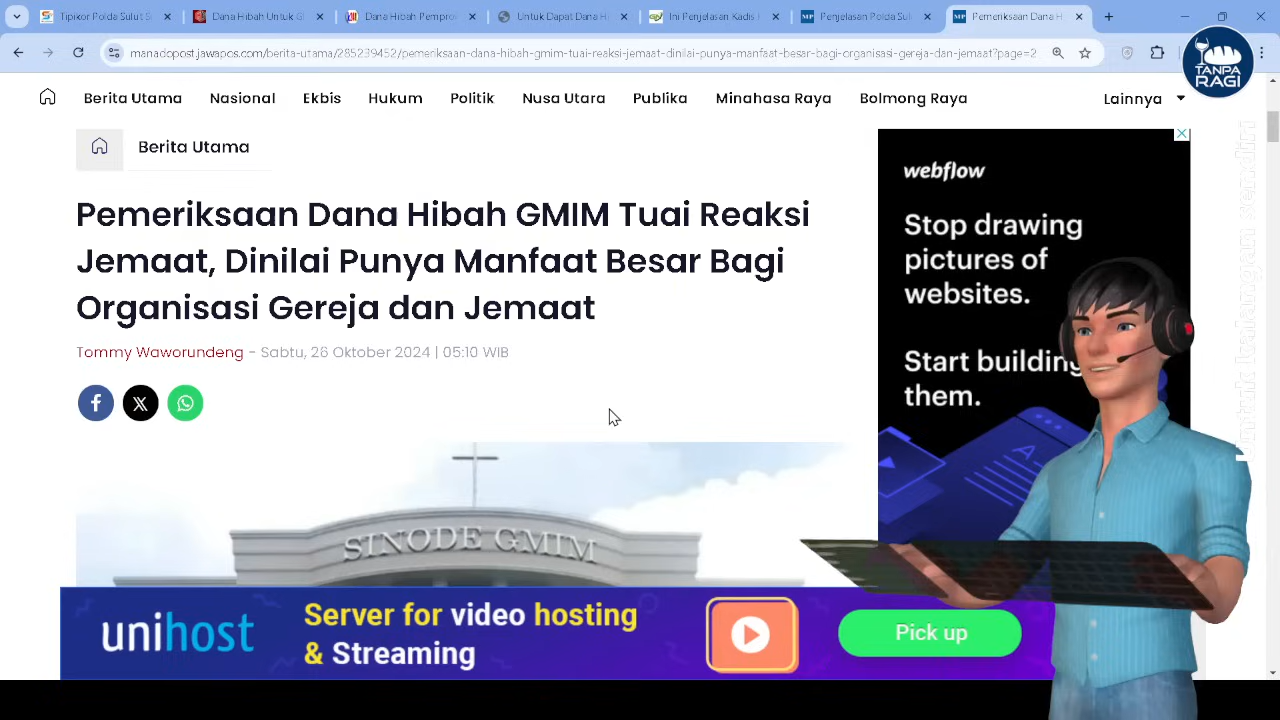 Tipikor Polda Sulut S
Dana Hibah Untuk G
Dana Hibah Pempro
Untuk Dapat Dana Hi
Ini Penjelasan Kadis
Penjelasan Polda Sul
Pemeriksaan Dana H
manadopost.jawapos.com/berita-utama/285239452/pemeriksaan-dana-hibah-gmim-tuai-reaksi-jemaat-dinilai-punya-manfaat-besar-bagi-organisasi-gereja-dan-jemaat?page=2
TANPA
RAGI
Berita Utama
Nasional
Ekbis
Hukum
Politik
Nusa Utara
Publika
Minahasa Raya
Bolmong Raya
Lainnya
Berita Utama
Pemeriksaan Dana Hibah GMIM Tuai Reaksi
Jemaat, Dinilai Punya Manfaat Besar Bagi
Organisasi Gereja dan Jemaat
Tommy Waworundeng - Sabtu, 26 Oktober 2024 | 05:10 WIB
webflow
Stop drawing
pictures of
websites.
Start building
them.
Untuk kalangan sendiri
SINODE GMIM
unihost
Server for video hosting
& Streaming
Pick up